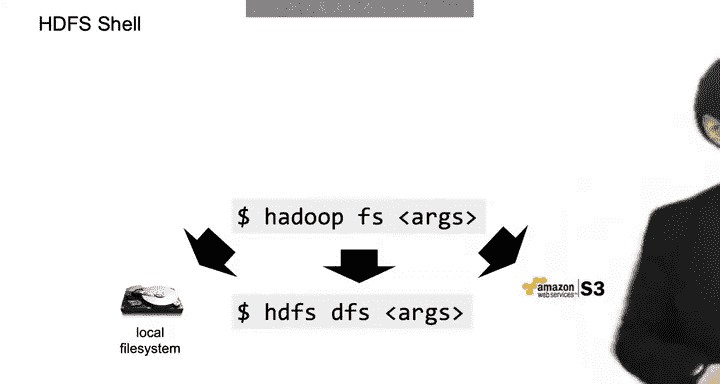 HDFS Shell
$ hadoop fs <args>
$ hdfs dfs <args>
local
filesystem
amazon
web services
S3